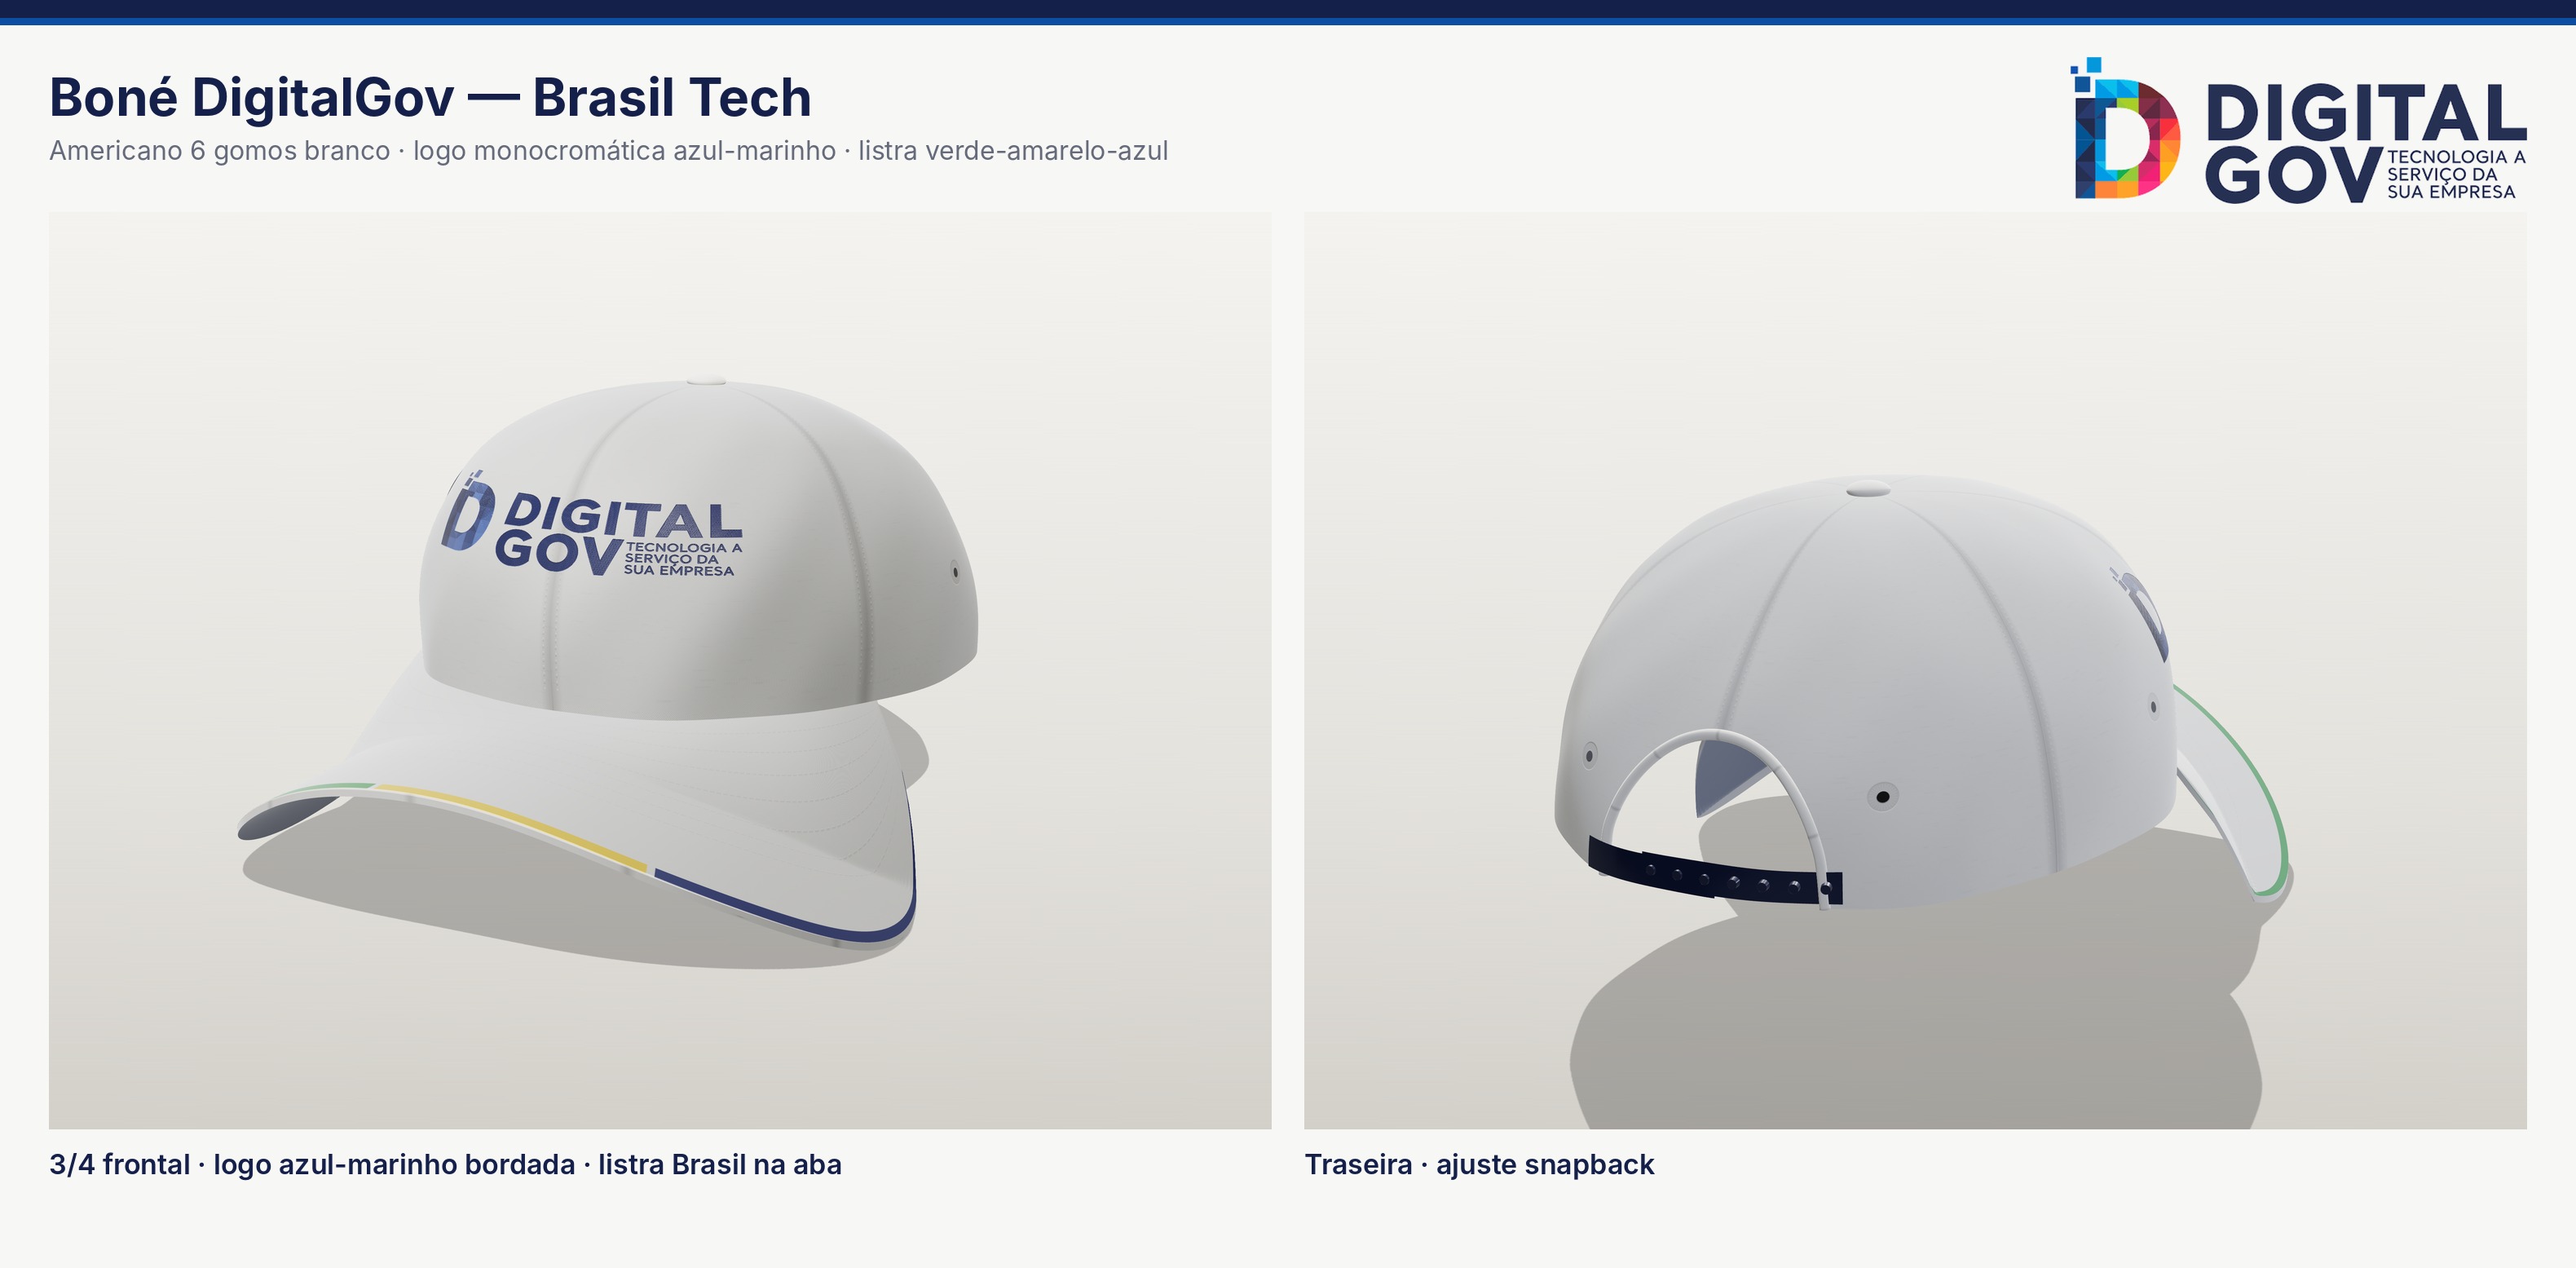 Boné DigitalGov — Brasil Tech
Americano 6 gomos branco · logo monocromática azul-marinho · listra verde-amarelo-azul
DIGITAL
GOV
TECNOLOGIA A
SERVIÇO DA
SUA EMPRESA
DIGITAL
GOV
TECNOLOGIA A
SERVIÇO DA
SUA EMPRESA
3/4 frontal · logo azul-marinho bordada · listra Brasil na aba
Traseira · ajuste snapback